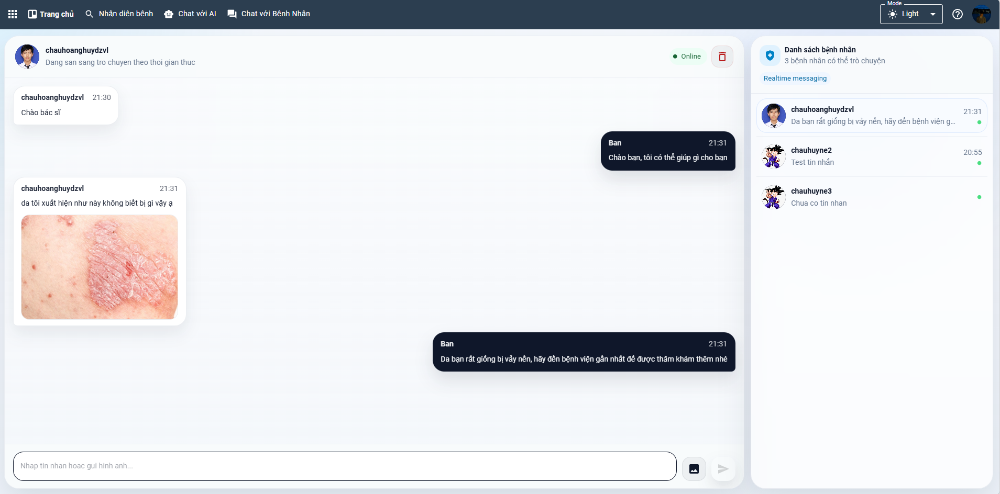 Trang chủ
Nhận diện bệnh
Chat với AI
Chat với Bệnh Nhân
Mode
Light
chauhoanghuydzvl
Dang san sang tro chuyen theo thoi gian thuc
Online
chauhoanghuydzvl 21:30
Chào bác sĩ
Ban 21:31
Chào bạn, tôi có thể giúp gì cho bạn
chauhoanghuydzvl 21:31
da tôi xuất hiện như này không biết bị gì vậy ạ
Ban 21:31
Da bạn rất giống bị vảy nến, hãy đến bệnh viện gần nhất để được thăm khám thêm nhé
Nhap tin nhan hoac gui hinh anh...
Danh sách bệnh nhân
3 bệnh nhân có thể trò chuyện
Realtime messaging
chauhoanghuydzvl 21:31
Da bạn rất giống bị vảy nến, hãy đến bệnh viện g...
chauhuyne2 20:55
Test tin nhắn
chauhuyne3
Chua co tin nhan